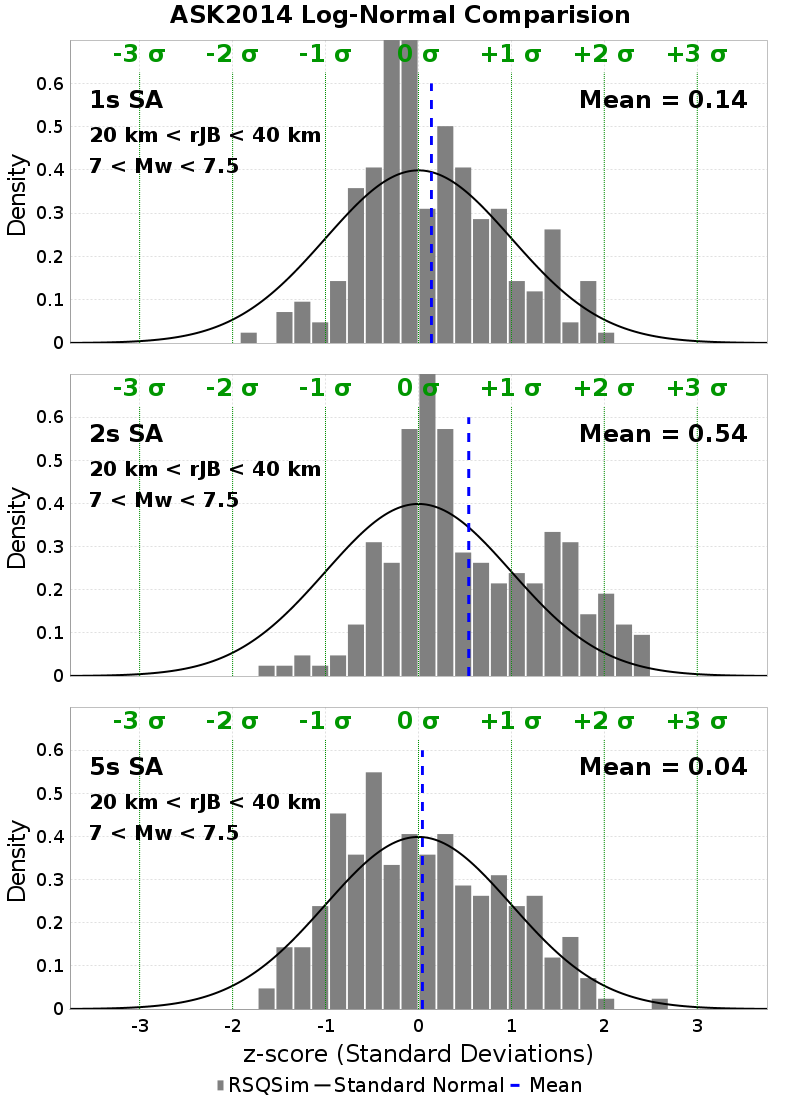 ASK2014 Log-Normal Comparision
-3 σ -2 σ -1 σ 0 σ +1 σ +2 σ +3 σ
1s SA Mean = 0.14
20 km < rJB < 40 km
7 < Mw < 7.5
Density
0.6
0.5
0.4
0.3
0.2
0.1
0
-3 σ -2 σ -1 σ 0 σ +1 σ +2 σ +3 σ
2s SA Mean = 0.54
20 km < rJB < 40 km
7 < Mw < 7.5
Density
0.6
0.5
0.4
0.3
0.2
0.1
0
-3 σ -2 σ -1 σ 0 σ +1 σ +2 σ +3 σ
5s SA Mean = 0.04
20 km < rJB < 40 km
7 < Mw < 7.5
Density
0.6
0.5
0.4
0.3
0.2
0.1
0
-3 -2 -1 0 1 2 3
z-score (Standard Deviations)
RSQSim Standard Normal Mean